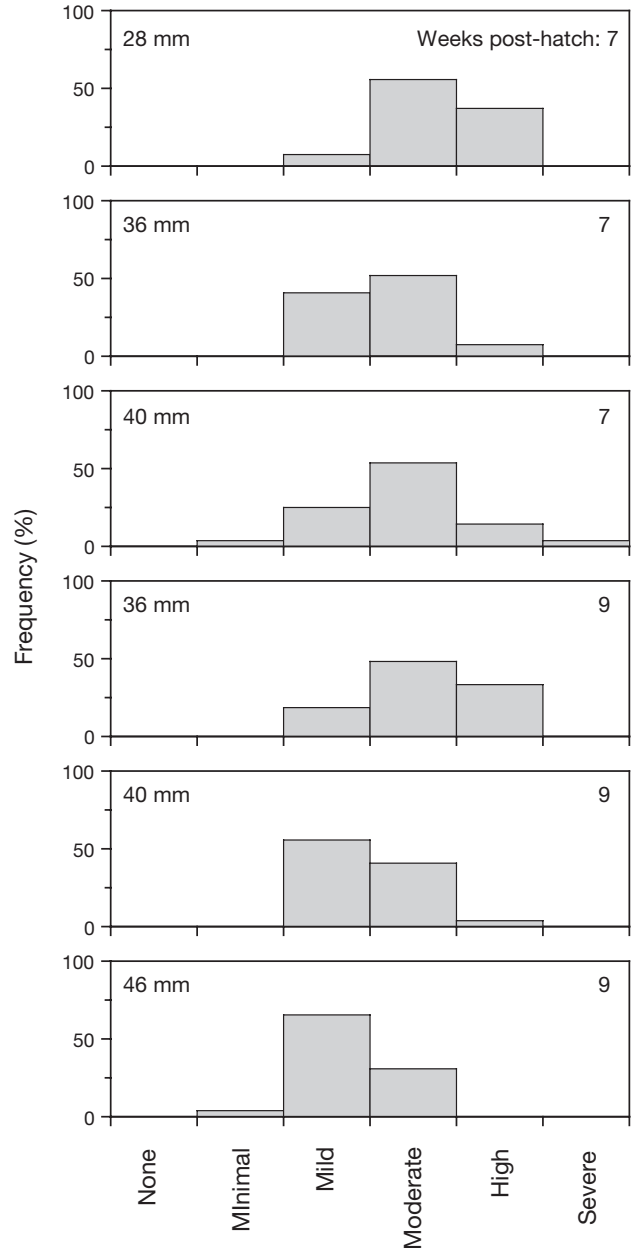 100
28 mm Weeks post-hatch: 7
50
0
100
36 mm 7
50
0
100
40 mm 7
50
0
Frequency (%)
100
36 mm 9
50
0
100
40 mm 9
50
0
100
46 mm 9
50
0
None
MInimal
Mild
Moderate
High
Severe